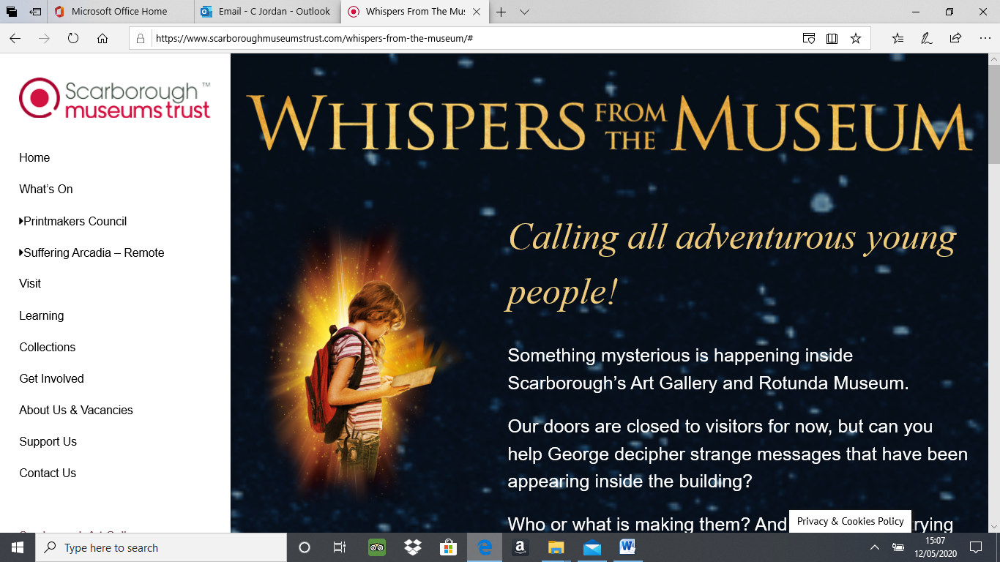 Microsoft Office Home
Email - C Jordan - Outlook
Whispers From The Mus
https://www.scarboroughmuseumstrust.com/whispers-from-the-museum/#
Scarborough™
museums trust
Home
What's On
Printmakers Council
Suffering Arcadia – Remote
Visit
Learning
Collections
Get Involved
About Us & Vacancies
Support Us
Contact Us
WHISPERS FROM THE MUSEUM
Calling all adventurous young
people!
Something mysterious is happening inside
Scarborough's Art Gallery and Rotunda Museum.
Our doors are closed to visitors for now, but can you
help George decipher strange messages that have been
appearing inside the building?
Who or what is making them? And
Privacy & Cookies Policy
rying
Type here to search
15:07
12/05/2020